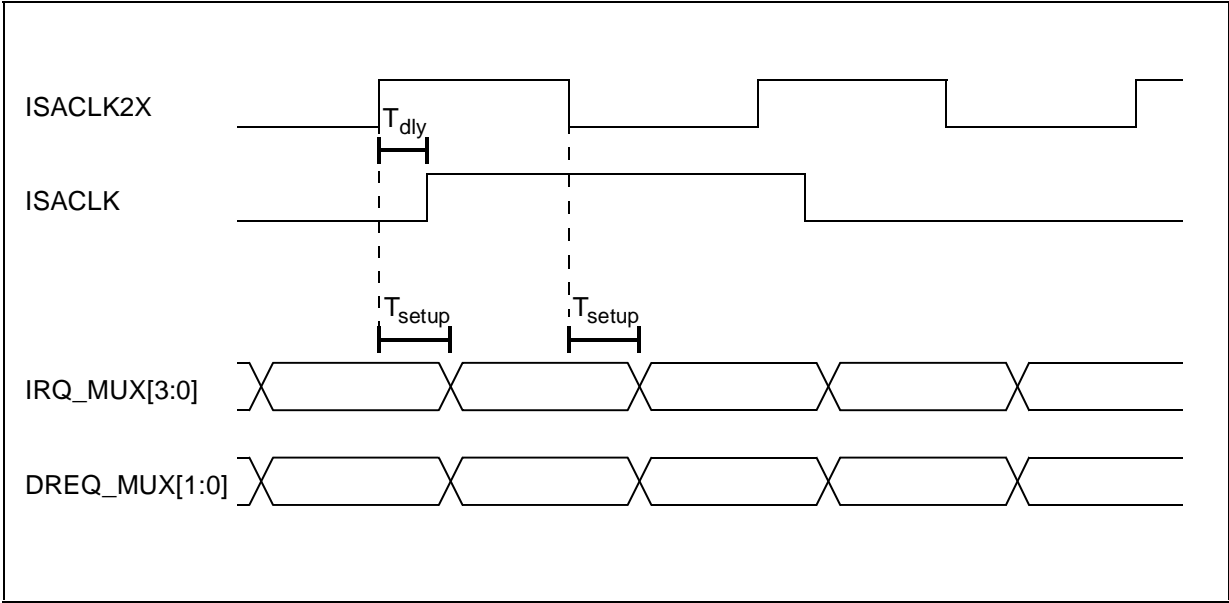 ISACLK2X
Tdly
ISACLK
Tsetup
Tsetup
IRQ_MUX[3:0]
DREQ_MUX[1:0]